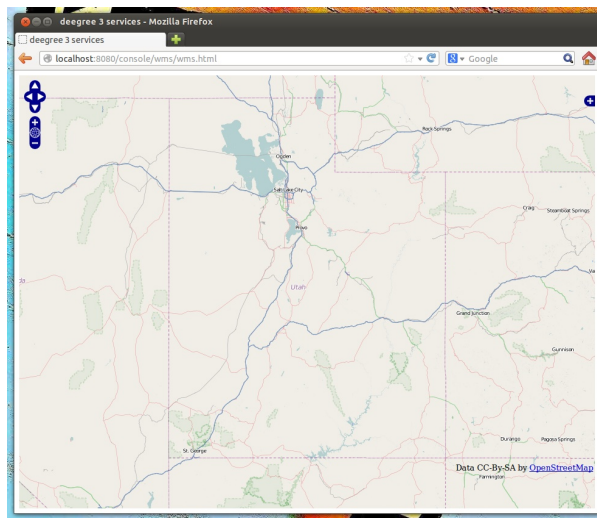 deegree 3 services - Mozilla Firefox
deegree 3 services
localhost:8080/console/wms/wms.html
Google
Rock Springs
Ogden
Salt Lake City
Craig
Steamboat Springs
Provo
Utah
Grand Junction
Gunnison
St. George
Durango
Pagosa Springs
Data CC-By-SA by OpenStreetMap
Farmington